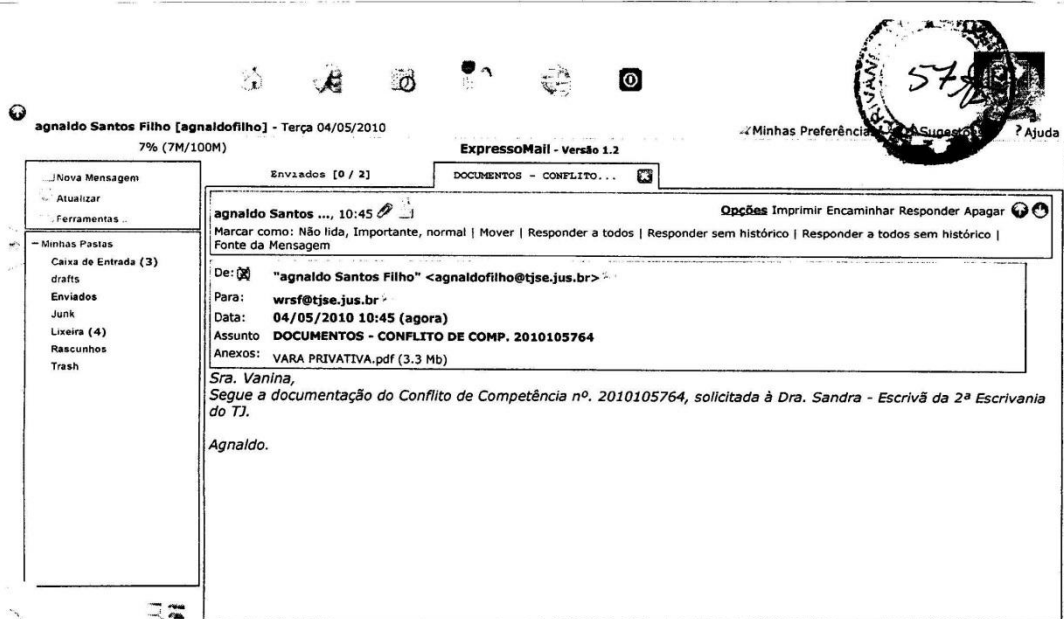 57
agnaldo Santos Filho [agnaldofilho] - Terça 04/05/2010
Minhas Preferências
?Ajuda
7% (7M/100M)
ExpressoMail - Versão 1.2
Nova Mensagem
Atualizar
Ferramentas ..
Enviados [0 / 2]
DOCUMENTOS - CONFLITO...
agnaldo Santos ..., 10:45
Opções Imprimir Encaminhar Responder Apagar
Marcar como: Não lida, Importante, normal | Mover | Responder a todos | Responder sem histórico | Responder a todos sem histórico |
Fonte da Mensagem
Minhas Pastas
Caixa de Entrada (3)
drafts
Enviados
Junk
Lixeira (4)
Rascunhos
Trash
De: "agnaldo Santos Filho" <agnaldofilho@tjse.jus.br>
Para: wrsf@tjse.jus.br
Data: 04/05/2010 10:45 (agora)
Assunto DOCUMENTOS - CONFLITO DE COMP. 2010105764
Anexos: VARA PRIVATIVA.pdf (3.3 Mb)
Sra. Vanina,
Segue a documentação do Conflito de Competência nº. 2010105764, solicitada à Dra. Sandra - Escrivã da 2ª Escrivania
do TJ.
Agnaldo.